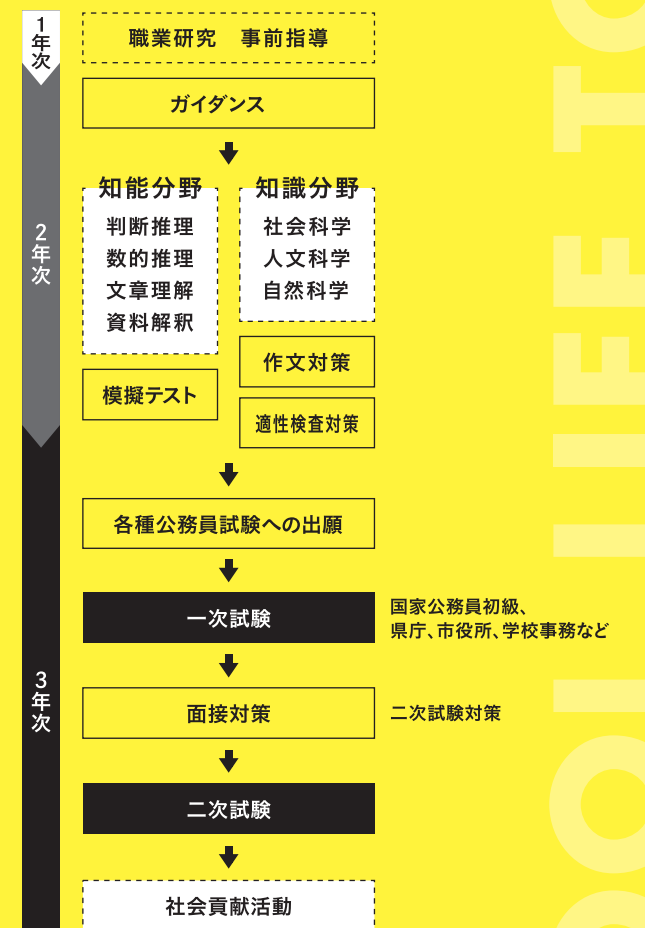 1年次
職業研究　事前指導
ガイダンス
2年次
知能分野
判断推理
数的推理
文章理解
資料解釈
模擬テスト
知識分野
社会科学
人文科学
自然科学
作文対策
適性検査対策
3年次
各種公務員試験への出願
一次試験
国家公務員初級、
県庁、市役所、学校事務など
面接対策
二次試験対策
二次試験
社会貢献活動